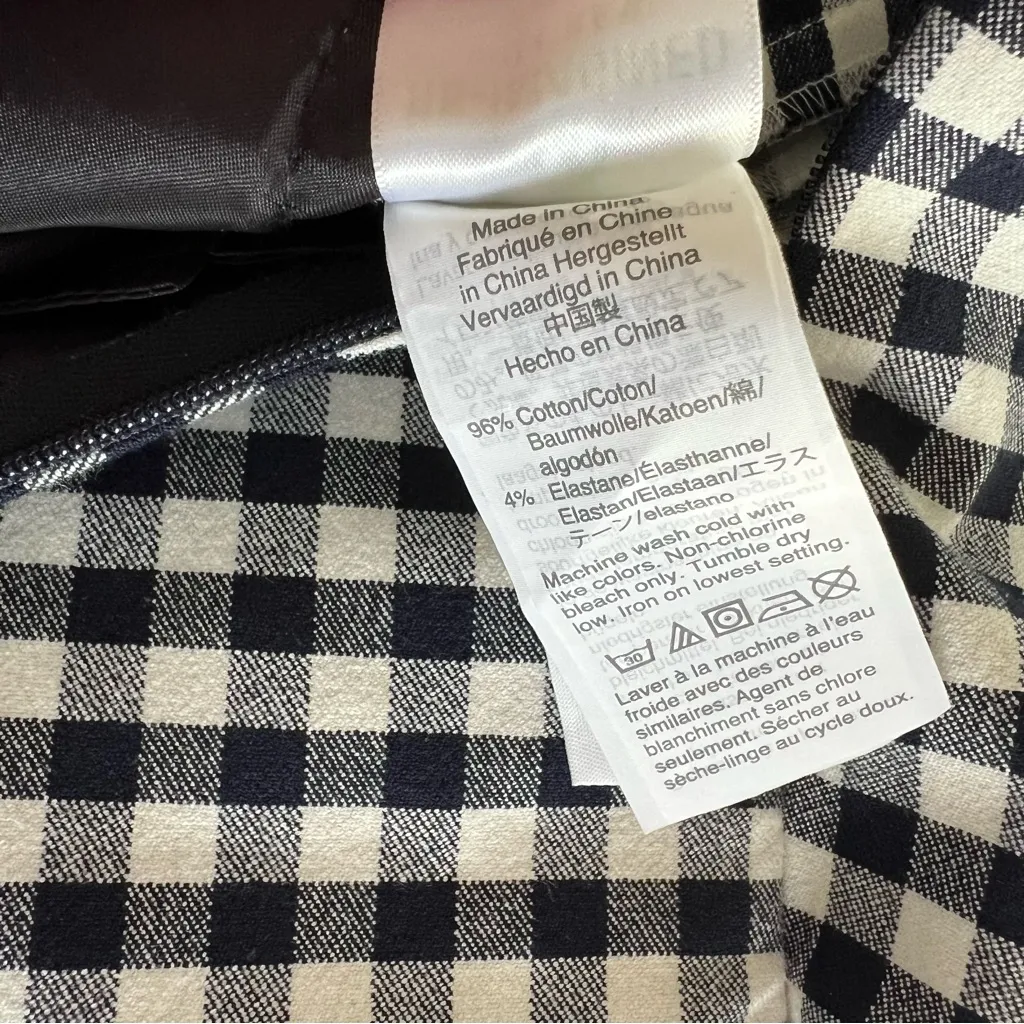 Made in China
Fabriqué en Chine
in China Hergestellt
Vervaardigd in China
中国製
Hecho en China
96% Cotton/Coton/
Baumwolle/Katoen/綿/
algodón
4% Elastane/Élasthanne/
Elastan/Elastaan/エラス
テーン/elastano
Machine wash cold with
like colors. Non-chlorine
bleach only. Tumble dry
low. Iron on lowest setting.
30
Laver à la machine à l'eau
froide avec des couleurs
similaires. Agent de
blanchiment sans chlore
seulement. Sécher au
sèche-linge au cycle doux.